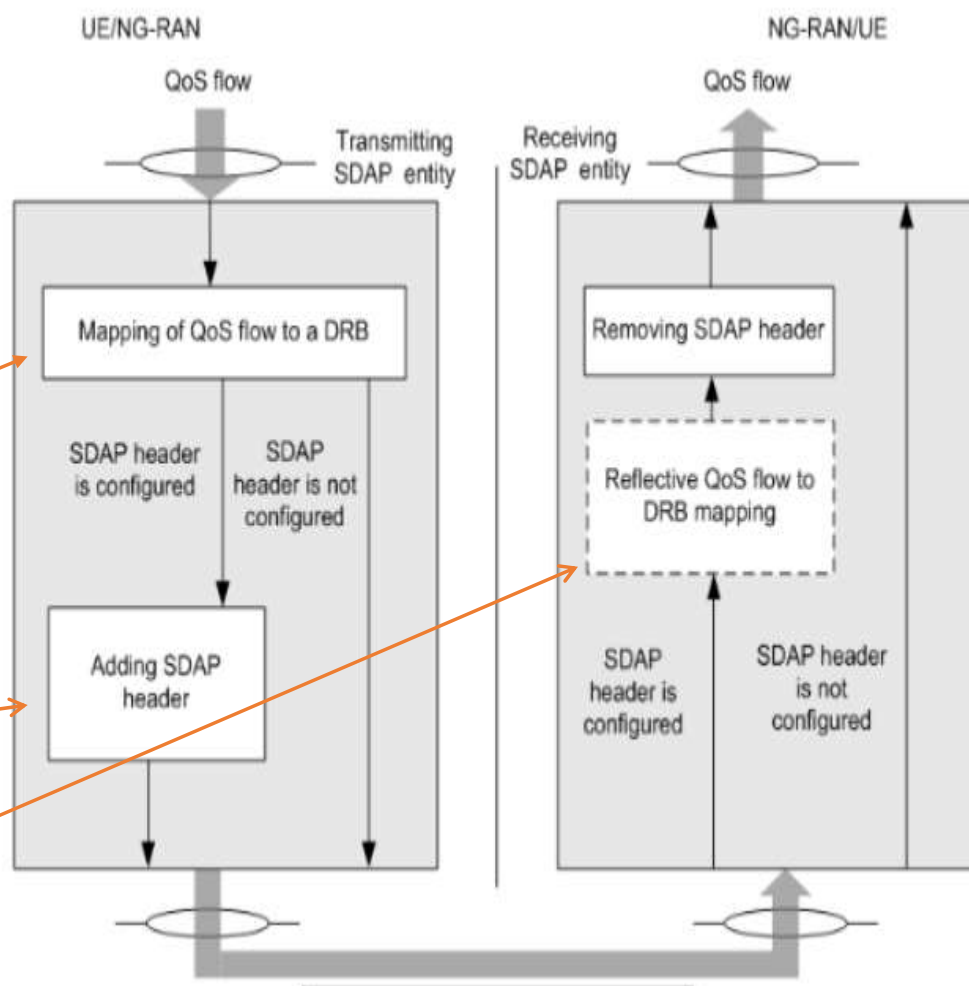 UE/NG-RAN
NG-RAN/UE
QoS flow
QoS flow
Transmitting
SDAP entity
Receiving
SDAP entity
Mapping of QoS flow to a DRB
SDAP header
is configured
SDAP
header is not
configured
Adding SDAP
header
Removing SDAP header
Reflective QoS flow to
DRB mapping
SDAP
header is
configured
SDAP header
is not
configured